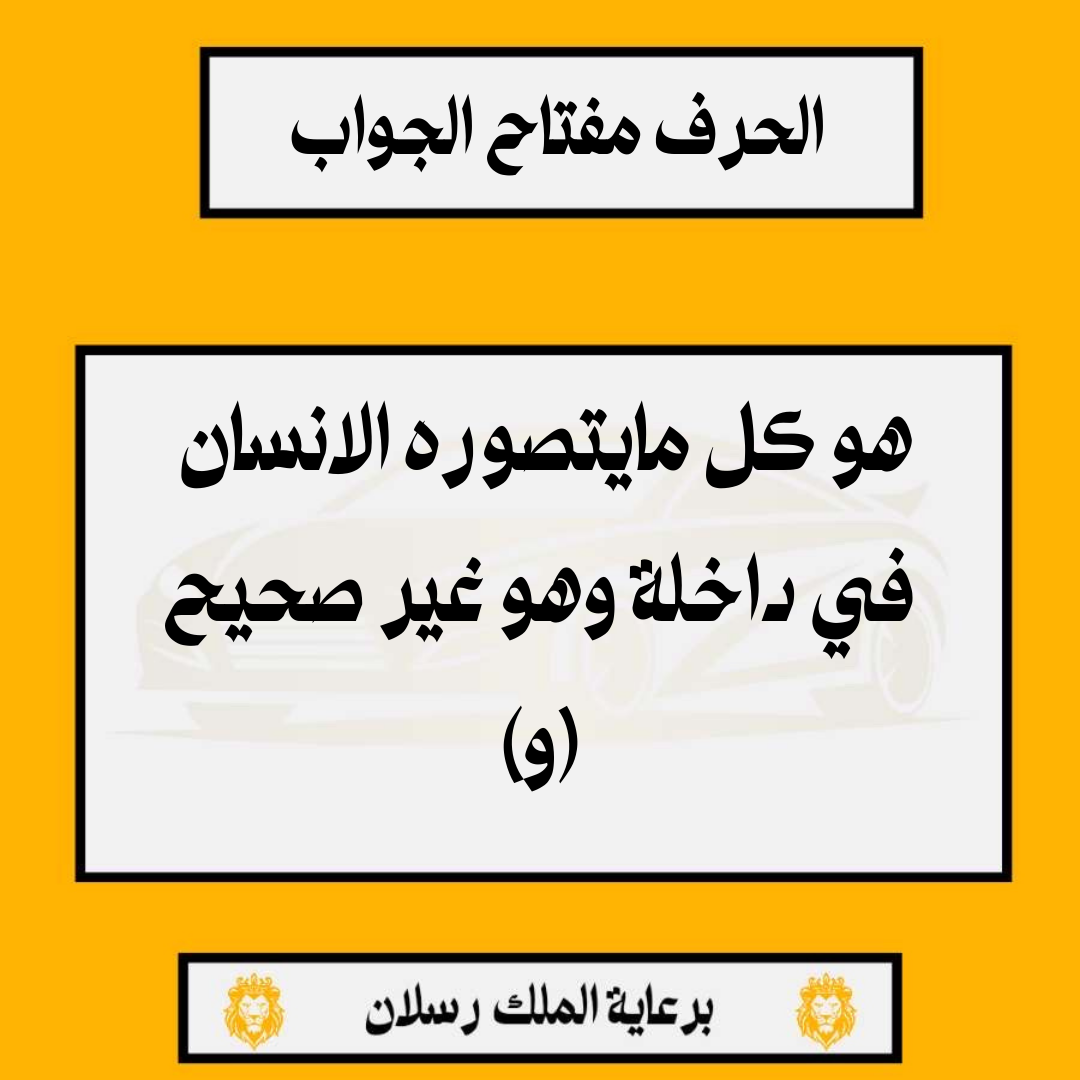 الحرف مفتاح الجواب
هو كل مايتصوره الانسان
في داخلة وهو غير صحيح
(و)
برعاية الملك رسلان